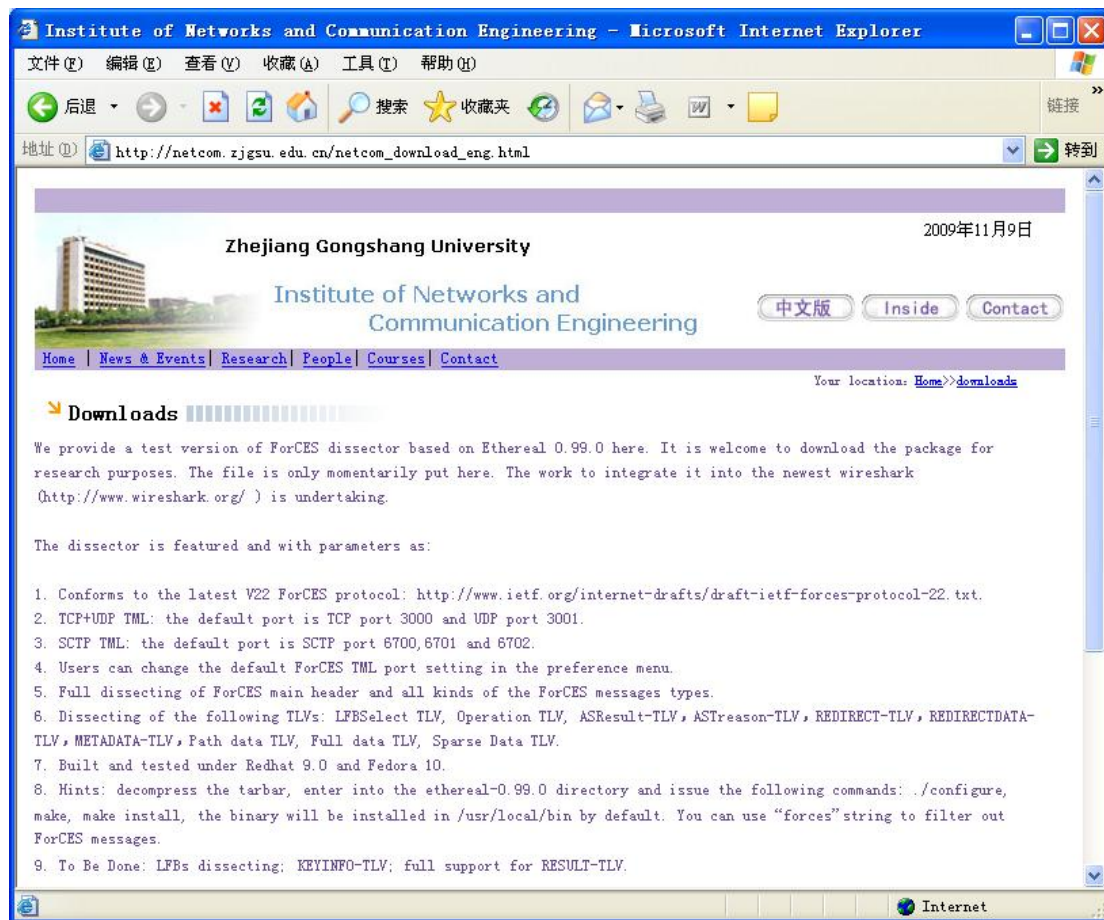 Institute of Networks and Communication Engineering - Microsoft Internet Explorer
文件(F) 编辑(E) 查看(V) 收藏(A) 工具(T) 帮助(H)
后退 搜索 收藏夹 链接 »
地址(D) http://netcom.zjgsu.edu.cn/netcom_download_eng.html 转到
2009年11月9日
Zhejiang Gongshang University
Institute of Networks and
Communication Engineering
中文版 Inside Contact
Home | News & Events| Research| People| Courses| Contact
Your location: Home>>downloads
Downloads
We provide a test version of ForCES dissector based on Ethereal 0.99.0 here. It is welcome to download the package for
research purposes. The file is only momentarily put here. The work to integrate it into the newest wireshark
(http://www.wireshark.org/ ) is undertaking.
The dissector is featured and with parameters as:
1. Conforms to the latest V22 ForCES protocol: http://www.ietf.org/internet-drafts/draft-ietf-forces-protocol-22.txt.
2. TCP+UDP TML: the default port is TCP port 3000 and UDP port 3001.
3. SCTP TML: the default port is SCTP port 6700,6701 and 6702.
4. Users can change the default ForCES TML port setting in the preference menu.
5. Full dissecting of ForCES main header and all kinds of the ForCES messages types.
6. Dissecting of the following TLVs: LFBSelect TLV, Operation TLV, ASResult-TLV，ASTreason-TLV，REDIRECT-TLV，REDIRECTDATA-
TLV，METADATA-TLV，Path data TLV, Full data TLV, Sparse Data TLV.
7. Built and tested under Redhat 9.0 and Fedora 10.
8. Hints: decompress the tarbar, enter into the ethereal-0.99.0 directory and issue the following commands: ./configure,
make, make install, the binary will be installed in /usr/local/bin by default. You can use “forces”string to filter out
ForCES messages.
9. To Be Done: LFBs dissecting; KEYINFO-TLV; full support for RESULT-TLV.
Internet